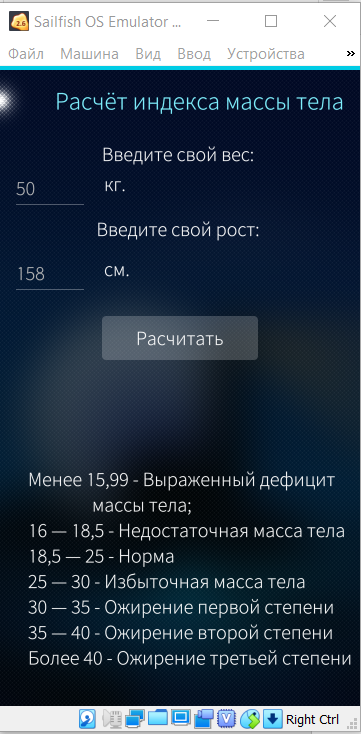 Sailfish OS Emulator ...
Файл Машина Вид Ввод Устройства »
Расчёт индекса массы тела
Введите свой вес:
50 кг.
Введите свой рост:
158 см.
Расчитать
Менее 15,99 - Выраженный дефицит
массы тела;
16 — 18,5 - Недостаточная масса тела
18,5 — 25 - Норма
25 — 30 - Избыточная масса тела
30 — 35 - Ожирение первой степени
35 — 40 - Ожирение второй степени
Более 40 - Ожирение третьей степени
Right Ctrl